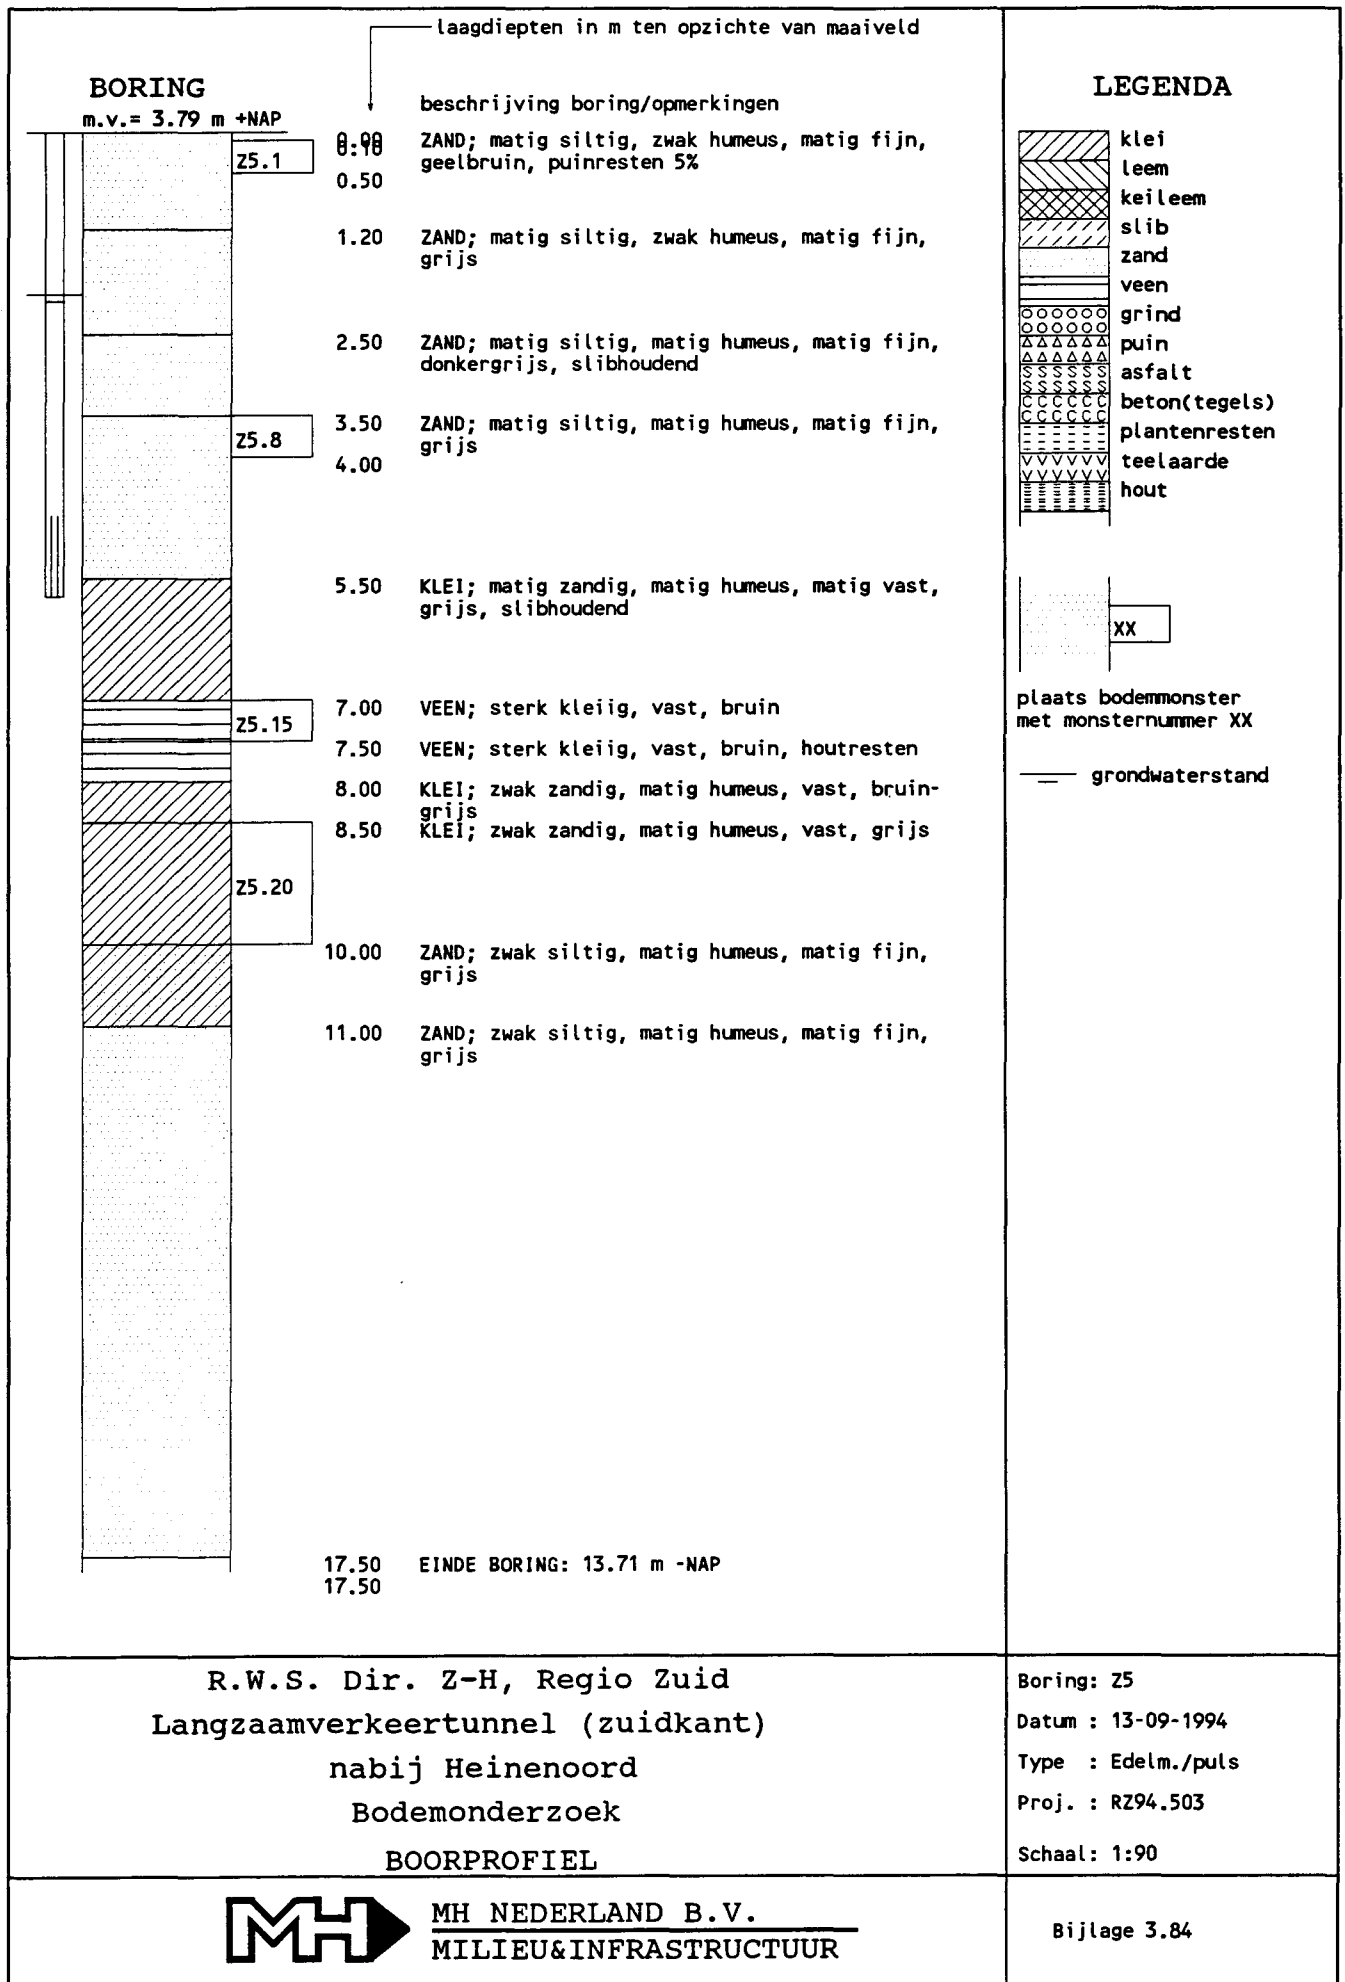 laagdiepten in m ten opzichte van maaiveld
BORING
m.v.= 3.79 m +NAP
beschrijving boring/opmerkingen
0.00 ZAND; matig siltig, zwak humeus, matig fijn,
0.10
geelbruin, puinresten 5%
Z5.1
0.50
1.20 ZAND; matig siltig, zwak humeus, matig fijn,
grijs
2.50 ZAND; matig siltig, matig humeus, matig fijn,
donkergrijs, slibhoudend
3.50 ZAND; matig siltig, matig humeus, matig fijn,
grijs
Z5.8
4.00
5.50 KLEI; matig zandig, matig humeus, matig vast,
grijs, slibhoudend
7.00 VEEN; sterk kleiig, vast, bruin
Z5.15
7.50 VEEN; sterk kleiig, vast, bruin, houtresten
8.00 KLEI; zwak zandig, matig humeus, vast, bruin-
grijs
8.50 KLEI; zwak zandig, matig humeus, vast, grijs
Z5.20
10.00 ZAND; zwak siltig, matig humeus, matig fijn,
grijs
11.00 ZAND; zwak siltig, matig humeus, matig fijn,
grijs
17.50 EINDE BORING: 13.71 m -NAP
17.50
LEGENDA
klei
leem
keileem
slib
zand
veen
grind
puin
asfalt
beton(tegels)
plantenresten
teelaarde
hout
XX
plaats bodemmonster
met monsternummer XX
grondwaterstand
R.W.S. Dir. Z-H, Regio Zuid
Langzaamverkeertunnel (zuidkant)
nabij Heinenoord
Bodemonderzoek
BOORPROFIEL
Boring: Z5
Datum : 13-09-1994
Type : Edelm./puls
Proj. : RZ94.503
Schaal: 1:90
MH
MH NEDERLAND B.V.
MILIEU&INFRASTRUCTUUR
Bijlage 3.84